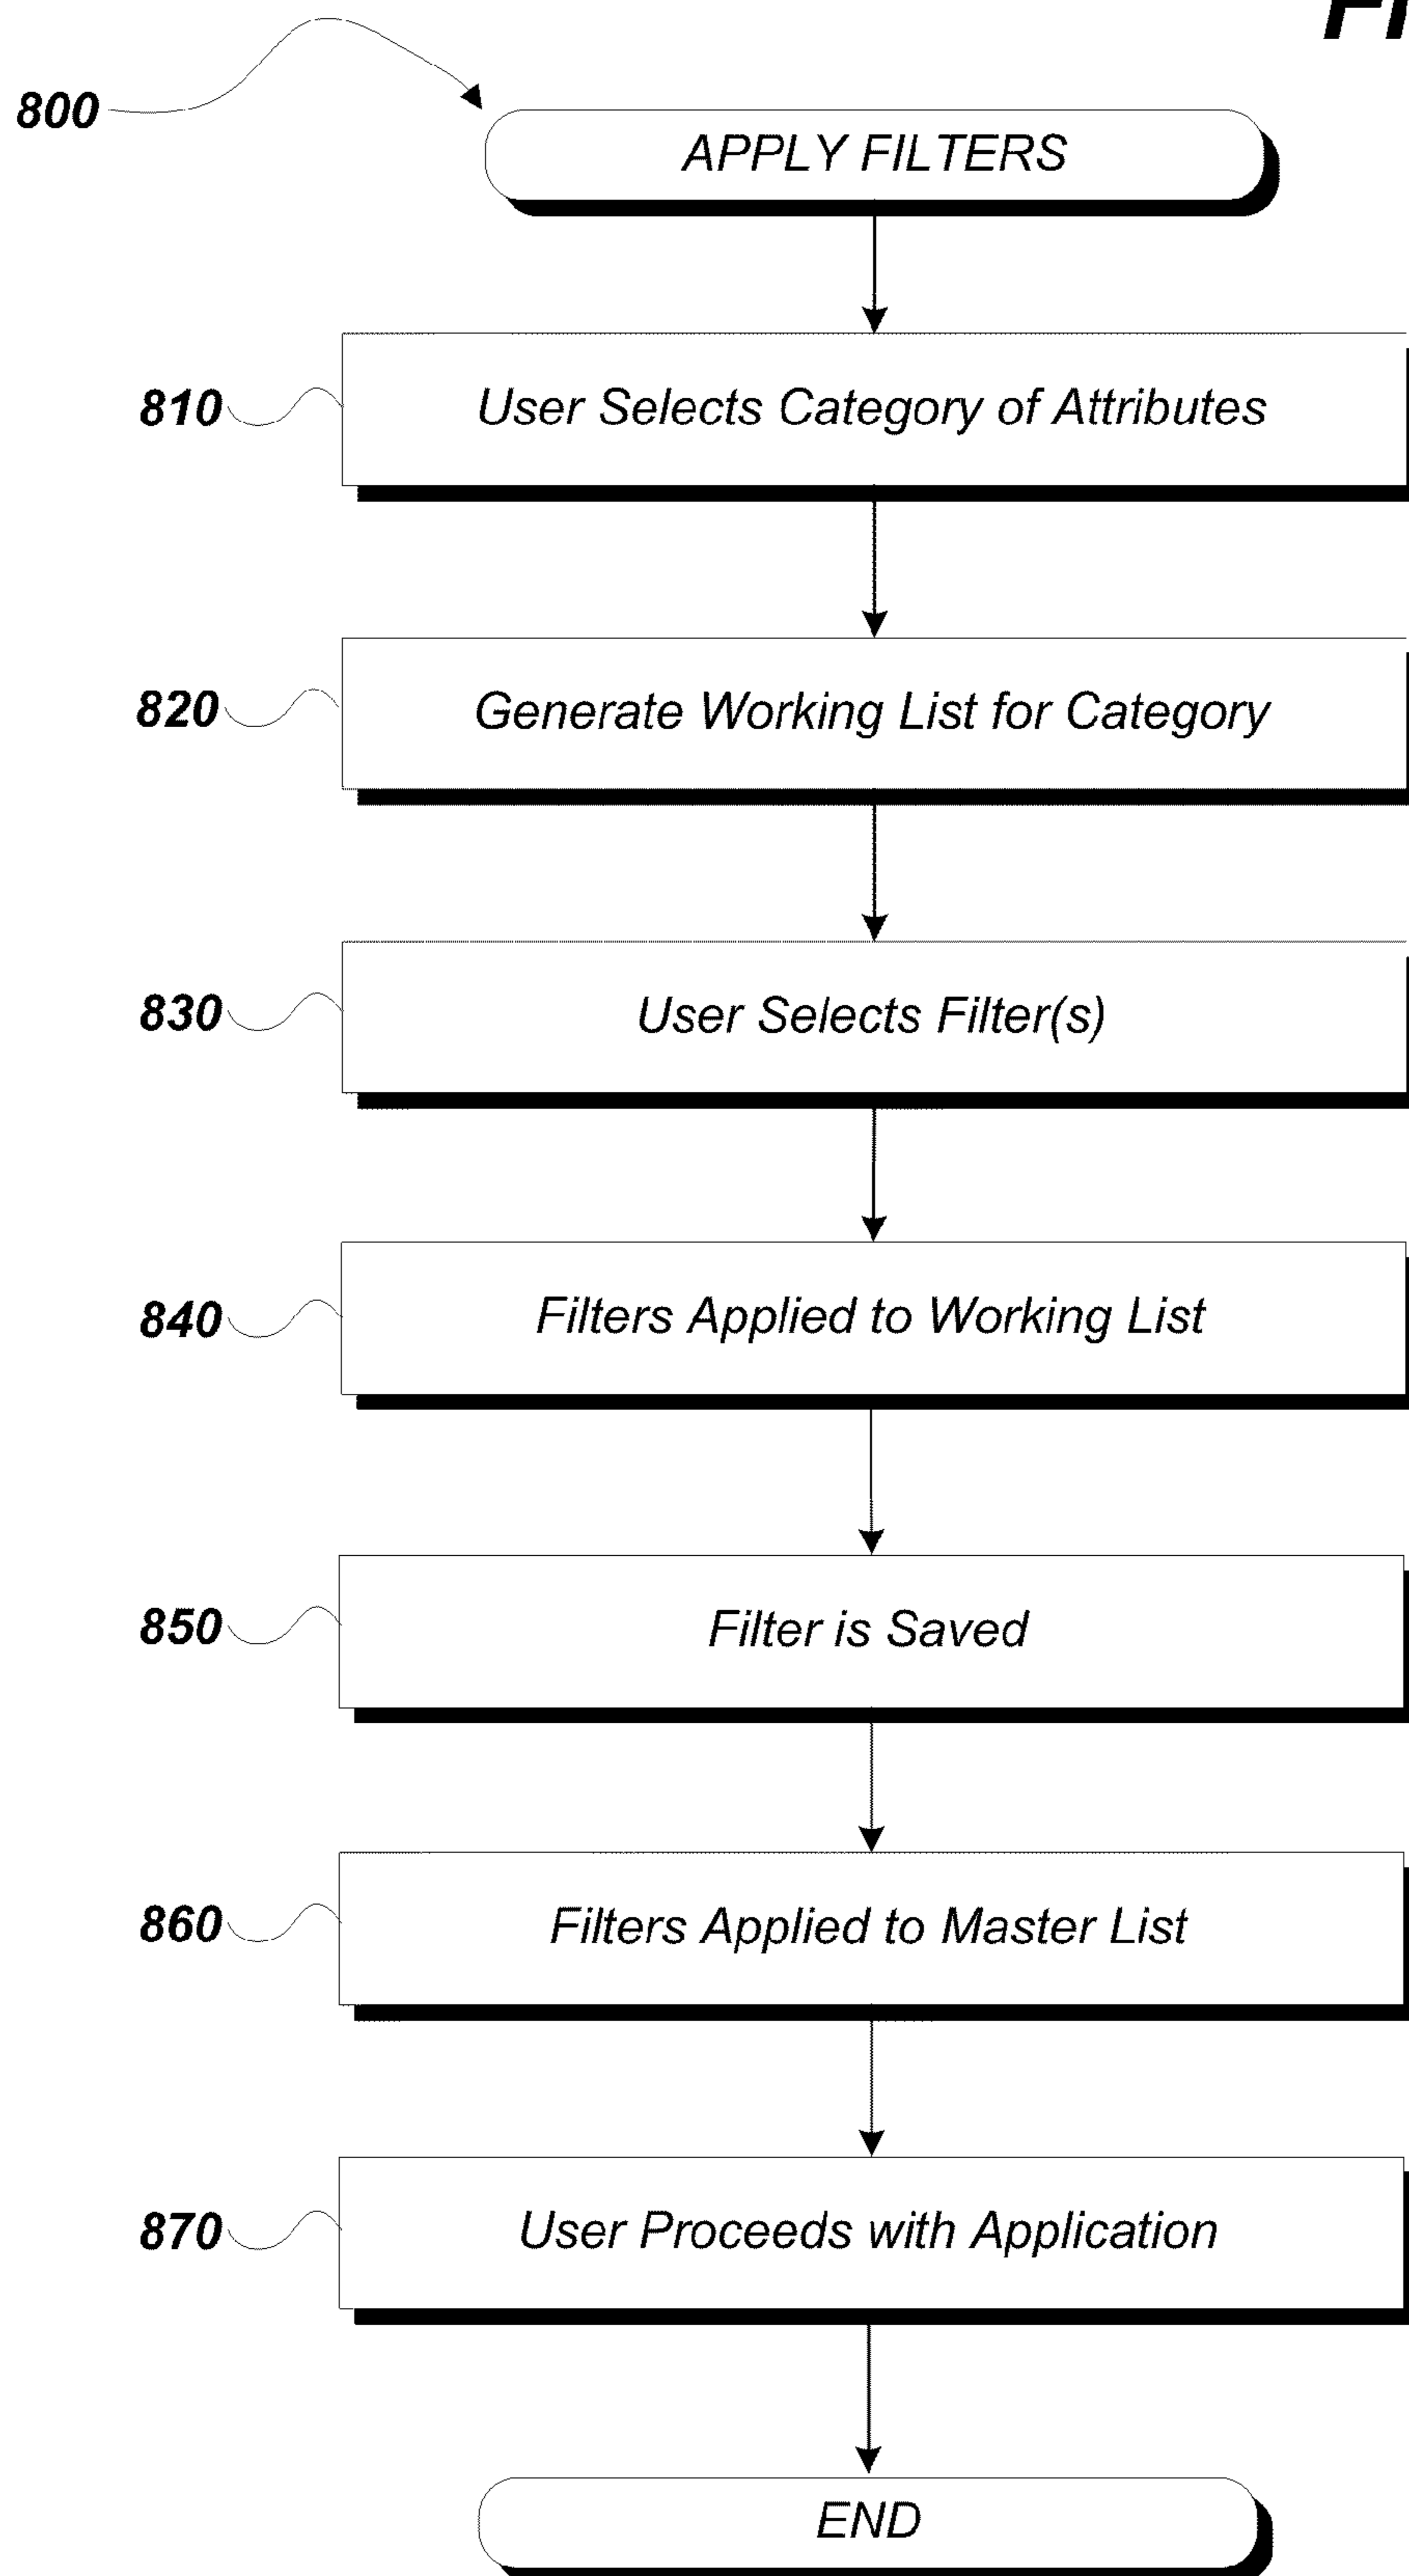 800
APPLY FILTERS
810
User Selects Category of Attributes
820
Generate Working List for Category
830
User Selects Filter(s)
840
Filters Applied to Working List
850
Filter is Saved
860
Filters Applied to Master List
870
User Proceeds with Application
END